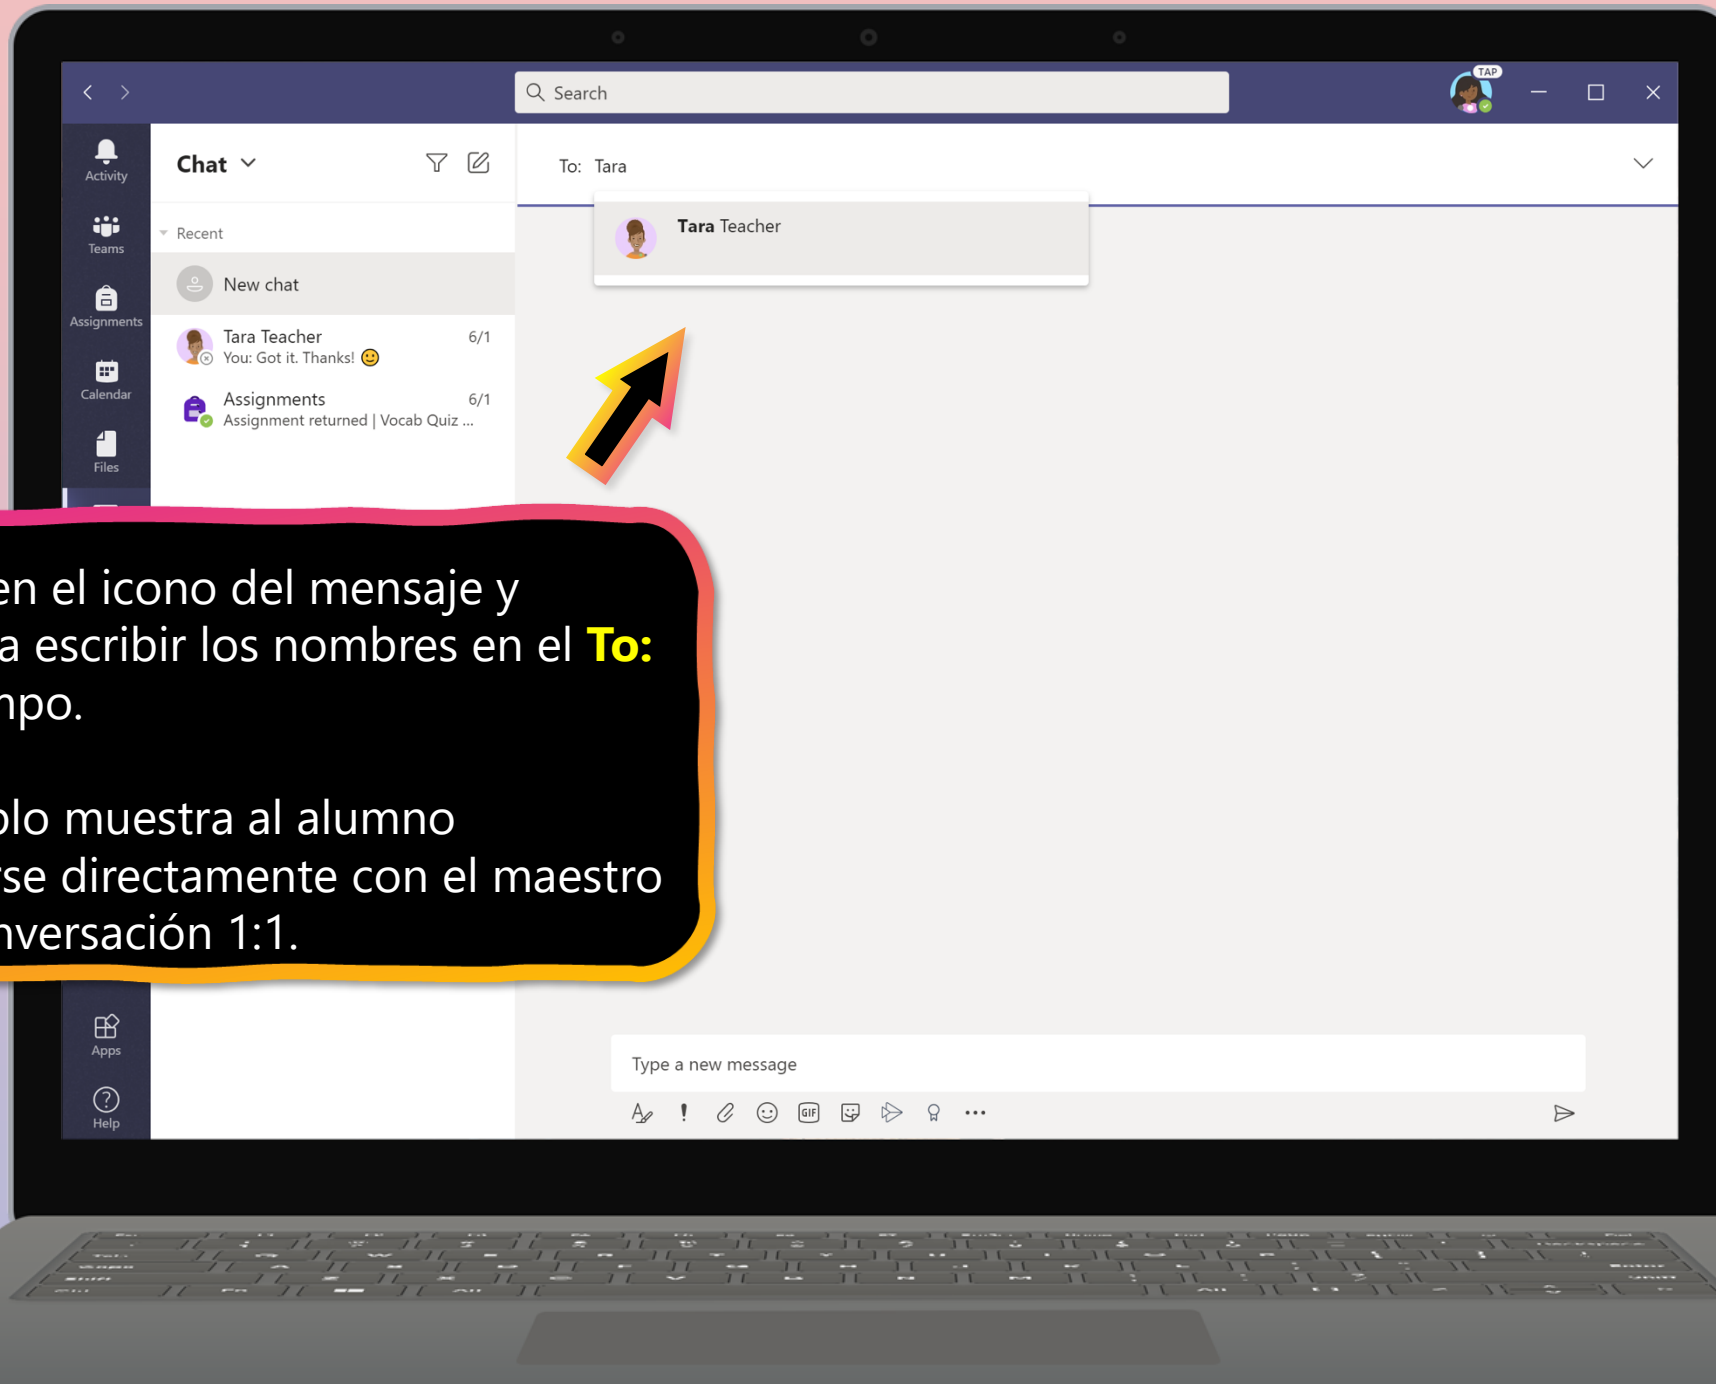 TAP
Search
Activity
Chat
To: Tara
Teams
Recent
Tara Teacher
New chat
Assignments
Tara Teacher 6/1
You: Got it. Thanks!
Calendar
Assignments 6/1
Assignment returned | Vocab Quiz ...
Files
en el icono del mensaje y
a escribir los nombres en el To:
mpo.
plo muestra al alumno
rse directamente con el maestro
nversación 1:1.
Apps
Type a new message
GIF
Help